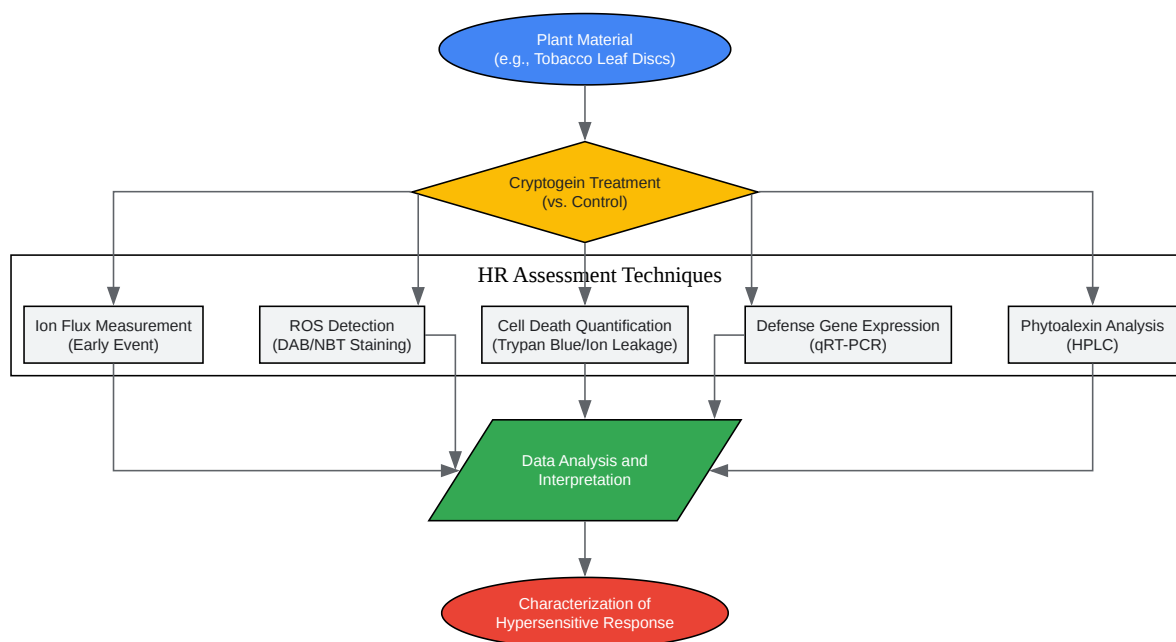 Plant Material
(e.g., Tobacco Leaf Discs)
Cryptogein Treatment
(vs. Control)
HR Assessment Techniques
Ion Flux Measurement
(Early Event)
ROS Detection
(DAB/NBT Staining)
Cell Death Quantification
(Trypan Blue/Ion Leakage)
Defense Gene Expression
(qRT-PCR)
Phytoalexin Analysis
(HPLC)
Data Analysis and
Interpretation
Characterization of
Hypersensitive Response